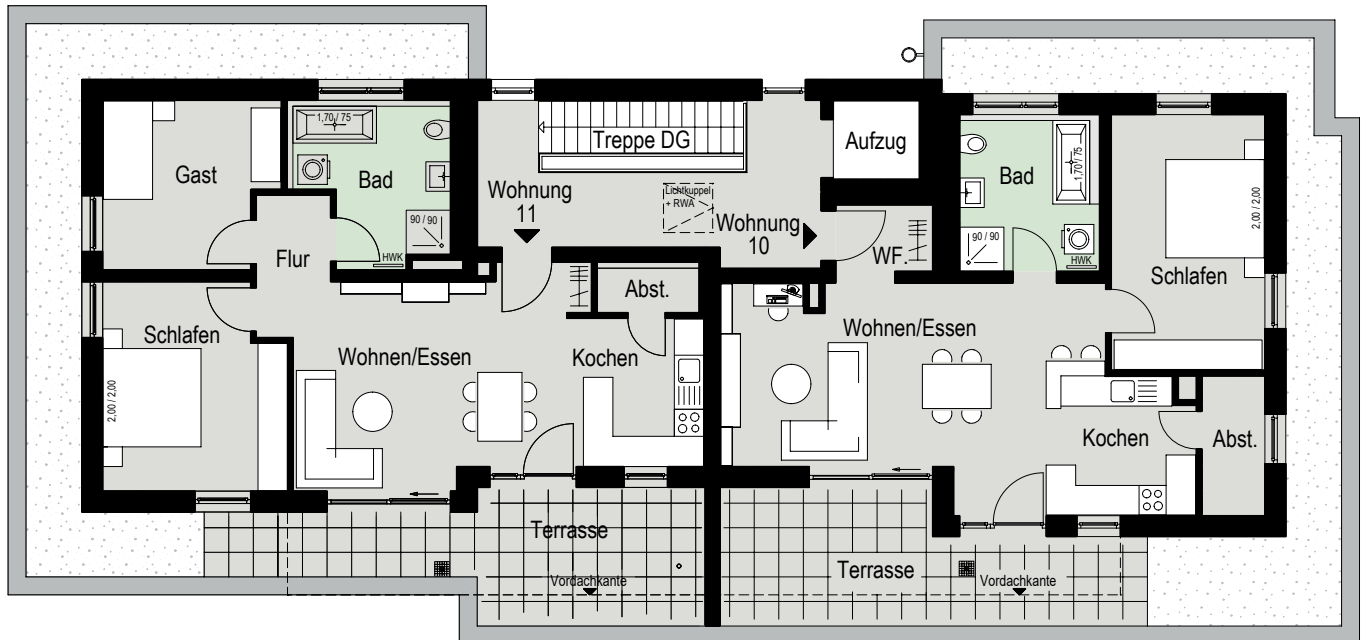 1,70 / 75
Treppe DG
Aufzug
Gast
Bad
Wohnung
11
Lichtkuppel
+ RWA
Wohnung
10
Bad
1,70 / 75
2,00 / 2,00
90 / 90
90 / 90
HWK
HWK
Flur
WF.
Schlafen
Abst.
Schlafen
Wohnen/Essen
Wohnen/Essen
Kochen
2,00 / 2,00
Kochen
Abst.
Terrasse
Terrasse
Vordachkante
Vordachkante